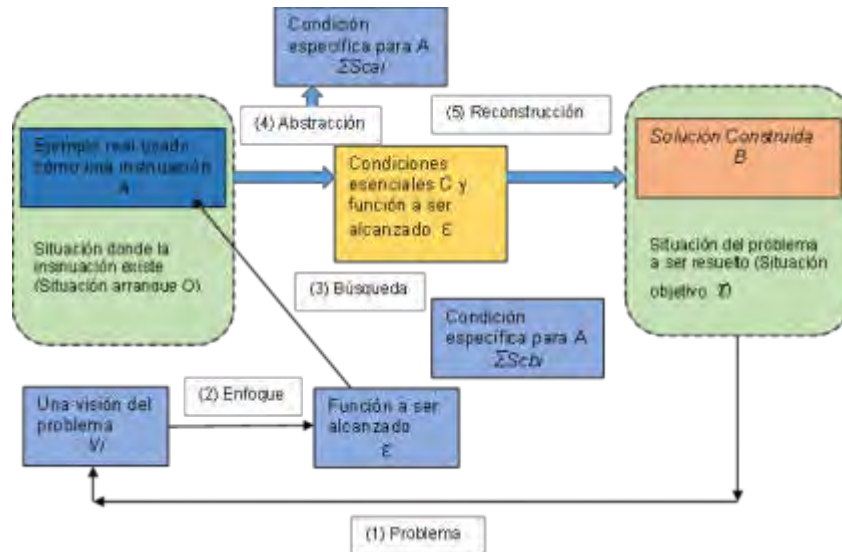 Condición
específica para A
ΣScai
(4) Abstracción
(5) Reconstrucción
Ejemplo real usado
como una insinuación
A
Situación donde la
insinuación existe
(Situación arranque O)
Condiciones
esenciales C y
función a ser
alcanzado ε
Solución Construida
B
Situación del problema
a ser resuelto (Situación
objetivo
(3) Búsqueda
Condición
específica para A
ΣScbi
Una visión del
problema
Vi
(2) Enfoque
Función a ser
alcanzado
ε
(1) Problema